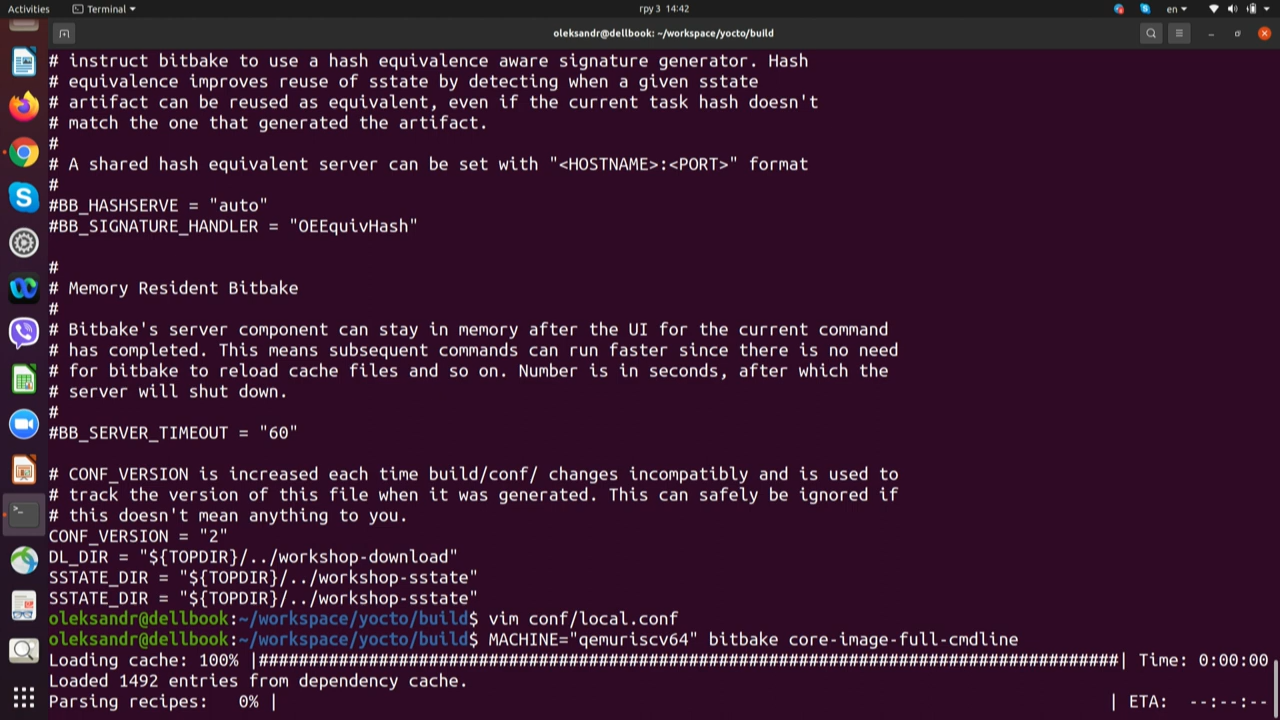 Activities
Terminal
гру 3 14:42
en
oleksandr@dellbook: ~/workspace/yocto/build
# instruct bitbake to use a hash equivalence aware signature generator. Hash
# equivalence improves reuse of sstate by detecting when a given sstate
# artifact can be reused as equivalent, even if the current task hash doesn't
# match the one that generated the artifact.
#
# A shared hash equivalent server can be set with "<HOSTNAME>:<PORT>" format
#
#BB_HASHSERVE = "auto"
#BB_SIGNATURE_HANDLER = "OEEquivHash"
#
# Memory Resident Bitbake
#
# Bitbake's server component can stay in memory after the UI for the current command
# has completed. This means subsequent commands can run faster since there is no need
# for bitbake to reload cache files and so on. Number is in seconds, after which the
# server will shut down.
#
#BB_SERVER_TIMEOUT = "60"
# CONF_VERSION is increased each time build/conf/ changes incompatibly and is used to
# track the version of this file when it was generated. This can safely be ignored if
# this doesn't mean anything to you.
CONF_VERSION = "2"
DL_DIR = "${TOPDIR}/../workshop-download"
SSTATE_DIR = "${TOPDIR}/../workshop-sstate"
SSTATE_DIR = "${TOPDIR}/../workshop-sstate"
oleksandr@dellbook:~/workspace/yocto/build$ vim conf/local.conf
oleksandr@dellbook:~/workspace/yocto/build$ MACHINE="qemuriscv64" bitbake core-image-full-cmdline
Loading cache: 100% |######################################################################################| Time: 0:00:00
Loaded 1492 entries from dependency cache.
Parsing recipes:   0% |                                                                                    | ETA:  --:--:--